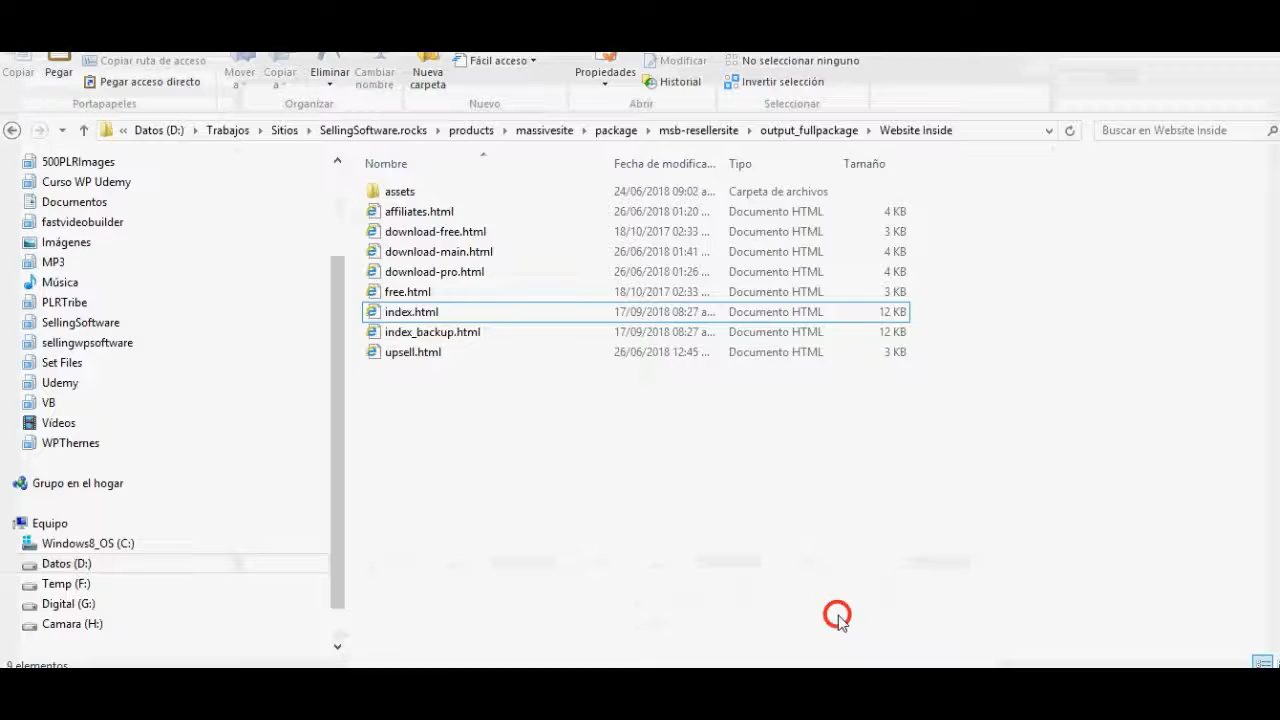 Copiar ruta de acceso
Fácil acceso
Modificar
No seleccionar ninguno
Copiar
Pegar
Pegar acceso directo
Mover a
Copiar a
Eliminar
Cambiar nombre
Nueva carpeta
Propiedades
Historial
Invertir selección
Portapapeles
Organizar
Nuevo
Abrir
Seleccionar
« Datos (D:) Trabajos Sitios SellingSoftware.rocks products massivesite package msb-resellersite output_fullpackage Website Inside
Buscar en Website Inside
500PLRImages
Curso WP Udemy
Documentos
fastvideobuilder
Imágenes
MP3
Música
PLRTribe
SellingSoftware
sellingwpsoftware
Set Files
Udemy
VB
Vídeos
WPThemes
Grupo en el hogar
Equipo
Windows8_OS (C:)
Datos (D:)
Temp (F:)
Digital (G:)
Camara (H:)
9 elementos
Nombre Fecha de modifica... Tipo Tamaño
assets 24/06/2018 09:02 a... Carpeta de archivos
affiliates.html 26/06/2018 01:20 ... Documento HTML 4 KB
download-free.html 18/10/2017 02:33 ... Documento HTML 3 KB
download-main.html 26/06/2018 01:41 ... Documento HTML 4 KB
download-pro.html 26/06/2018 01:26 ... Documento HTML 4 KB
free.html 18/10/2017 02:33 ... Documento HTML 3 KB
index.html 17/09/2018 08:27 a... Documento HTML 12 KB
index_backup.html 17/09/2018 08:27 a... Documento HTML 12 KB
upsell.html 26/06/2018 12:45 ... Documento HTML 3 KB